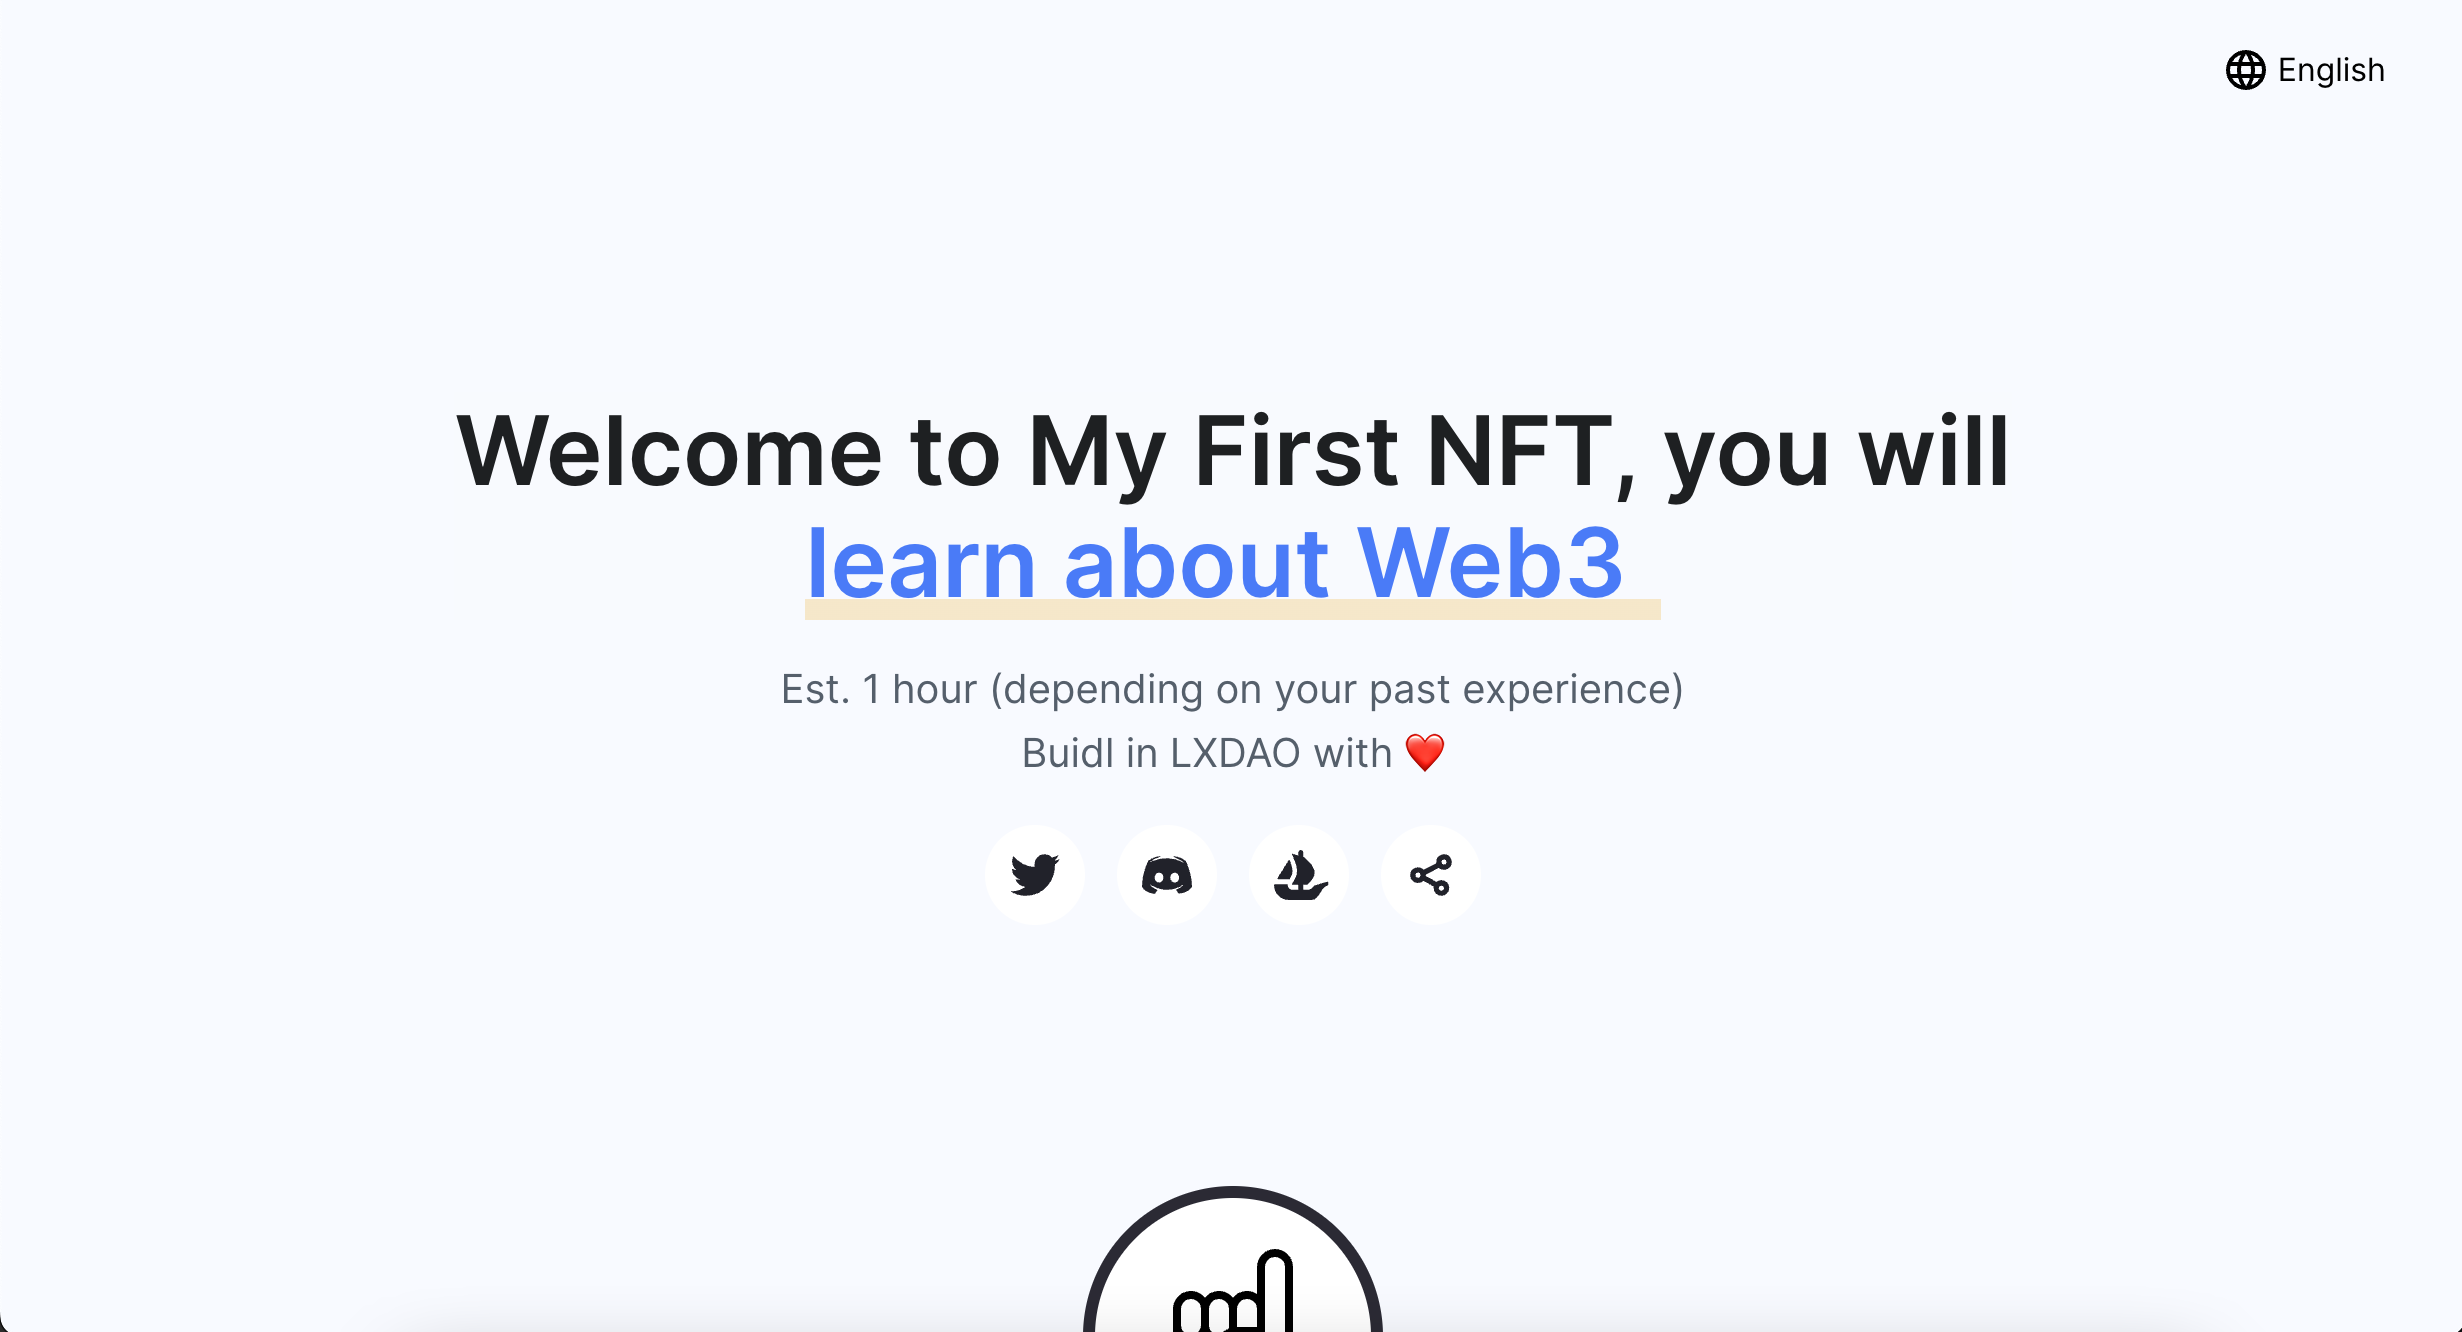 English
Welcome to My First NFT, you will
learn about Web3
Est. 1 hour (depending on your past experience)
Buidl in LXDAO with ❤️